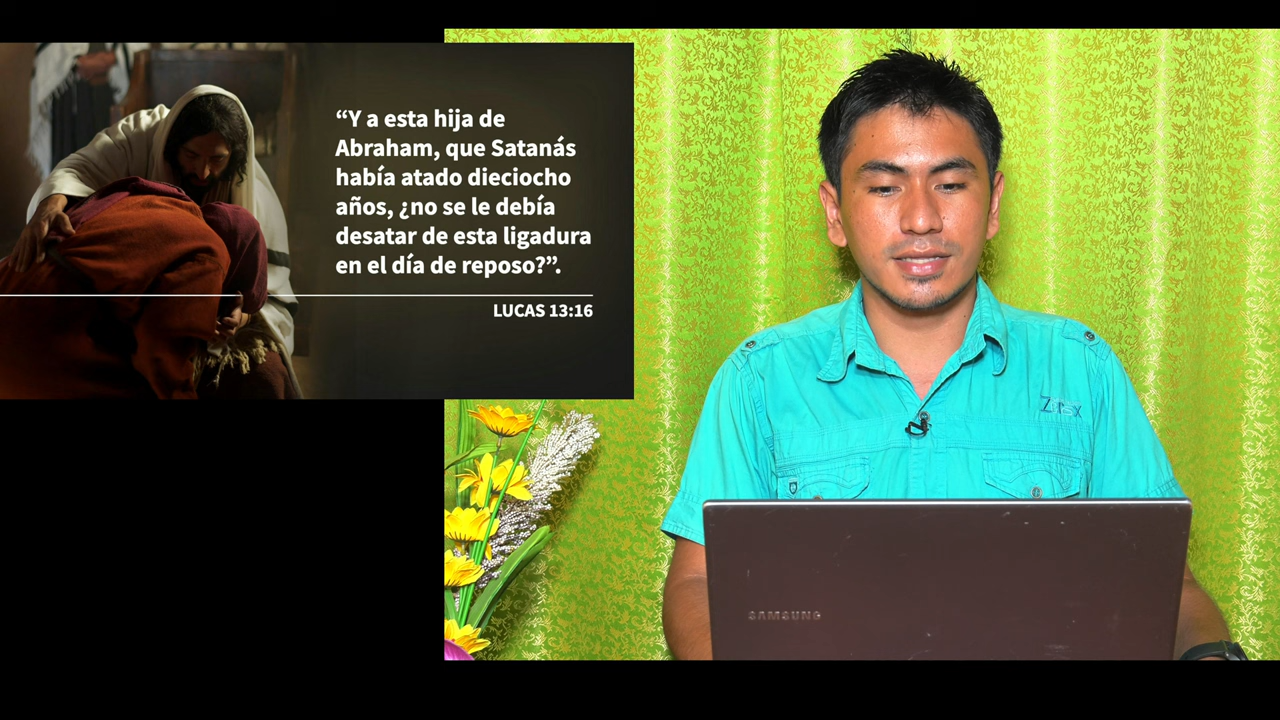 “Y a esta hija de
Abraham, que Satanás
había atado dieciocho
años, ¿no se le debía
desatar de esta ligadura
en el día de reposo?”.
LUCAS 13:16
SAMSUNG